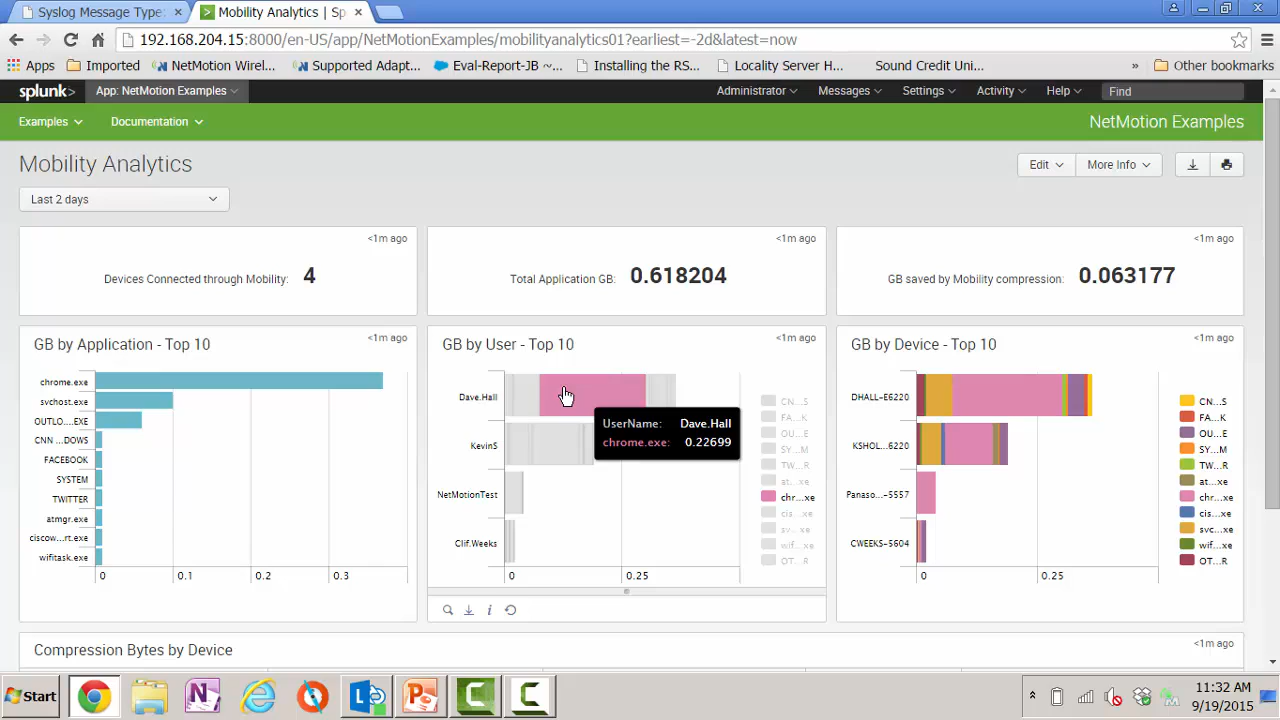 Syslog Message Type: ×
Mobility Analytics | Sp ×
192.168.204.15:8000/en-US/app/NetMotionExamples/mobilityanalytics01?earliest=-2d&latest=now
Apps Imported NetMotion Wirel... Supported Adapt... Eval-Report-JB ~... Installing the RS... Locality Server H... Sound Credit Uni... » Other bookmarks
splunk> App: NetMotion Examples Administrator Messages Settings Activity Help Find
Examples Documentation NetMotion Examples
Mobility Analytics
Edit More Info
Last 2 days
<1m ago
Devices Connected through Mobility: 4
<1m ago
Total Application GB: 0.618204
<1m ago
GB saved by Mobility compression: 0.063177
GB by Application - Top 10
<1m ago
chrome.exe
svchost.exe
OUTLO....EXE
CNN ...DOWS
FACEBOOK
SYSTEM
TWITTER
atmgr.exe
ciscow...rt.exe
wifitask.exe
0 0.1 0.2 0.3
GB by User - Top 10
<1m ago
Dave.Hall
KevinS
NetMotionTest
Clif.Weeks
0 0.25
UserName: Dave.Hall
chrome.exe: 0.22699
CN...S
FA...K
OU...E
SY...M
TW...R
at...xe
chr...xe
cis...xe
sv...xe
wif...xe
OT...R
GB by Device - Top 10
<1m ago
DHALL-E6220
KSHOL...6220
Panaso...-5557
CWEEKS-5604
0 0.25
CN...S
FA...K
OU...E
SY...M
TW...R
at...xe
chr...xe
cis...xe
svc...xe
wif...xe
OT...R
Compression Bytes by Device
<1m ago
Start
11:32 AM
9/19/2015